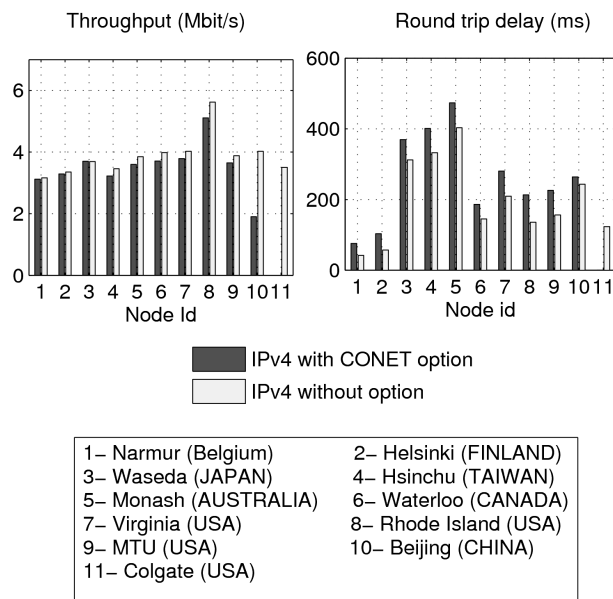 Throughput (Mbit/s)
Round trip delay (ms)
6
4
2
0
1 2 3 4 5 6 7 8 9 10 11
Node Id
600
400
200
0
1 2 3 4 5 6 7 8 9 10 11
Node id
IPv4 with CONET option
IPv4 without option
1– Narmur (Belgium) 2– Helsinki (FINLAND)
3– Waseda (JAPAN) 4– Hsinchu (TAIWAN)
5– Monash (AUSTRALIA) 6– Waterloo (CANADA)
7– Virginia (USA) 8– Rhode Island (USA)
9– MTU (USA) 10– Beijing (CHINA)
11– Colgate (USA)